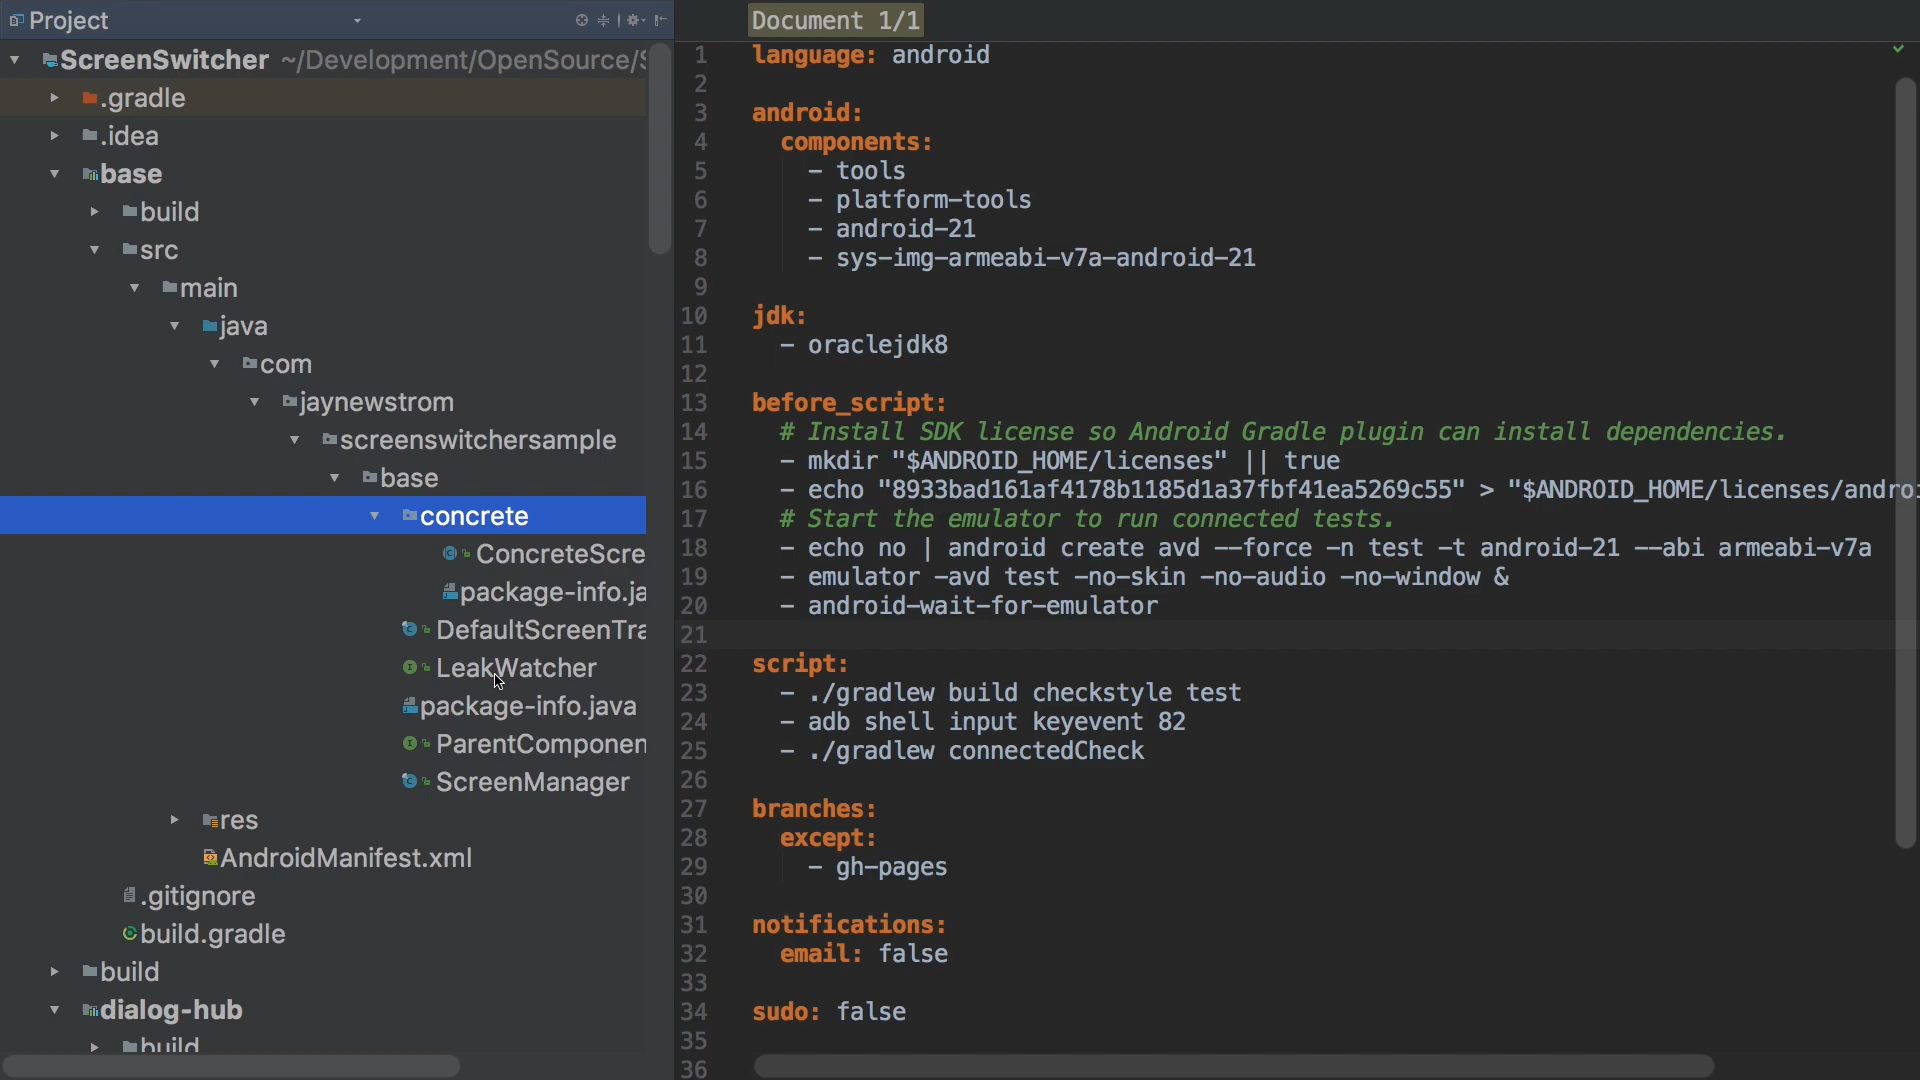 Project
ScreenSwitcher ~/Development/OpenSource/S
.gradle
.idea
base
build
src
main
java
com
jaynewstrom
screenswitchersample
base
concrete
ConcreteScre
package-info.ja
DefaultScreenTra
LeakWatcher
package-info.java
ParentComponen
ScreenManager
res
AndroidManifest.xml
.gitignore
build.gradle
build
dialog-hub
build
Document 1/1
1 language: android
2
3 android:
4 components:
5 - tools
6 - platform-tools
7 - android-21
8 - sys-img-armeabi-v7a-android-21
9
10 jdk:
11 - oraclejdk8
12
13 before_script:
14 # Install SDK license so Android Gradle plugin can install dependencies.
15 - mkdir "$ANDROID_HOME/licenses" || true
16 - echo "8933bad161af4178b1185d1a37fbf41ea5269c55" > "$ANDROID_HOME/licenses/androi
17 # Start the emulator to run connected tests.
18 - echo no | android create avd --force -n test -t android-21 --abi armeabi-v7a
19 - emulator -avd test -no-skin -no-audio -no-window &
20 - android-wait-for-emulator
21
22 script:
23 - ./gradlew build checkstyle test
24 - adb shell input keyevent 82
25 - ./gradlew connectedCheck
26
27 branches:
28 except:
29 - gh-pages
30
31 notifications:
32 email: false
33
34 sudo: false
35
36